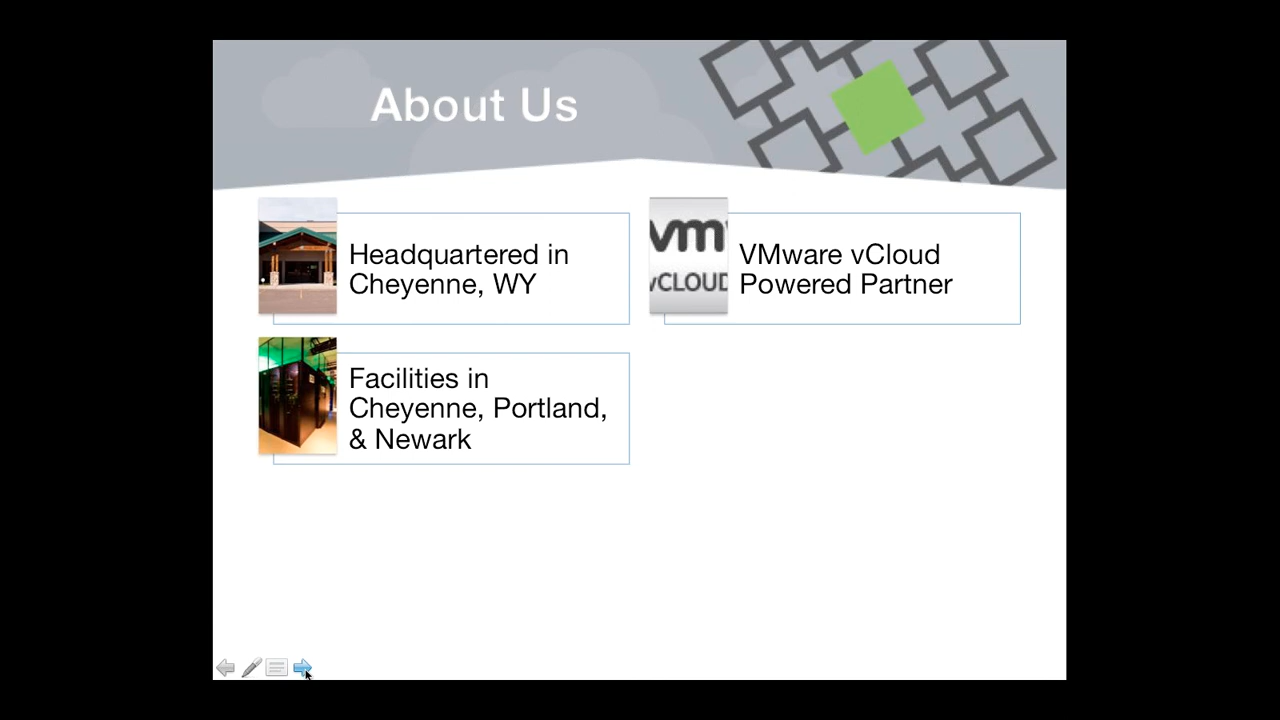 About Us
Headquartered in
Cheyenne, WY
vm
vCLOUD
VMware vCloud
Powered Partner
Facilities in
Cheyenne, Portland,
& Newark